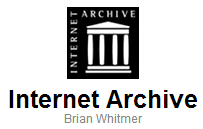 INTERNET ARCHIVE
Internet Archive
Brian Whitmer